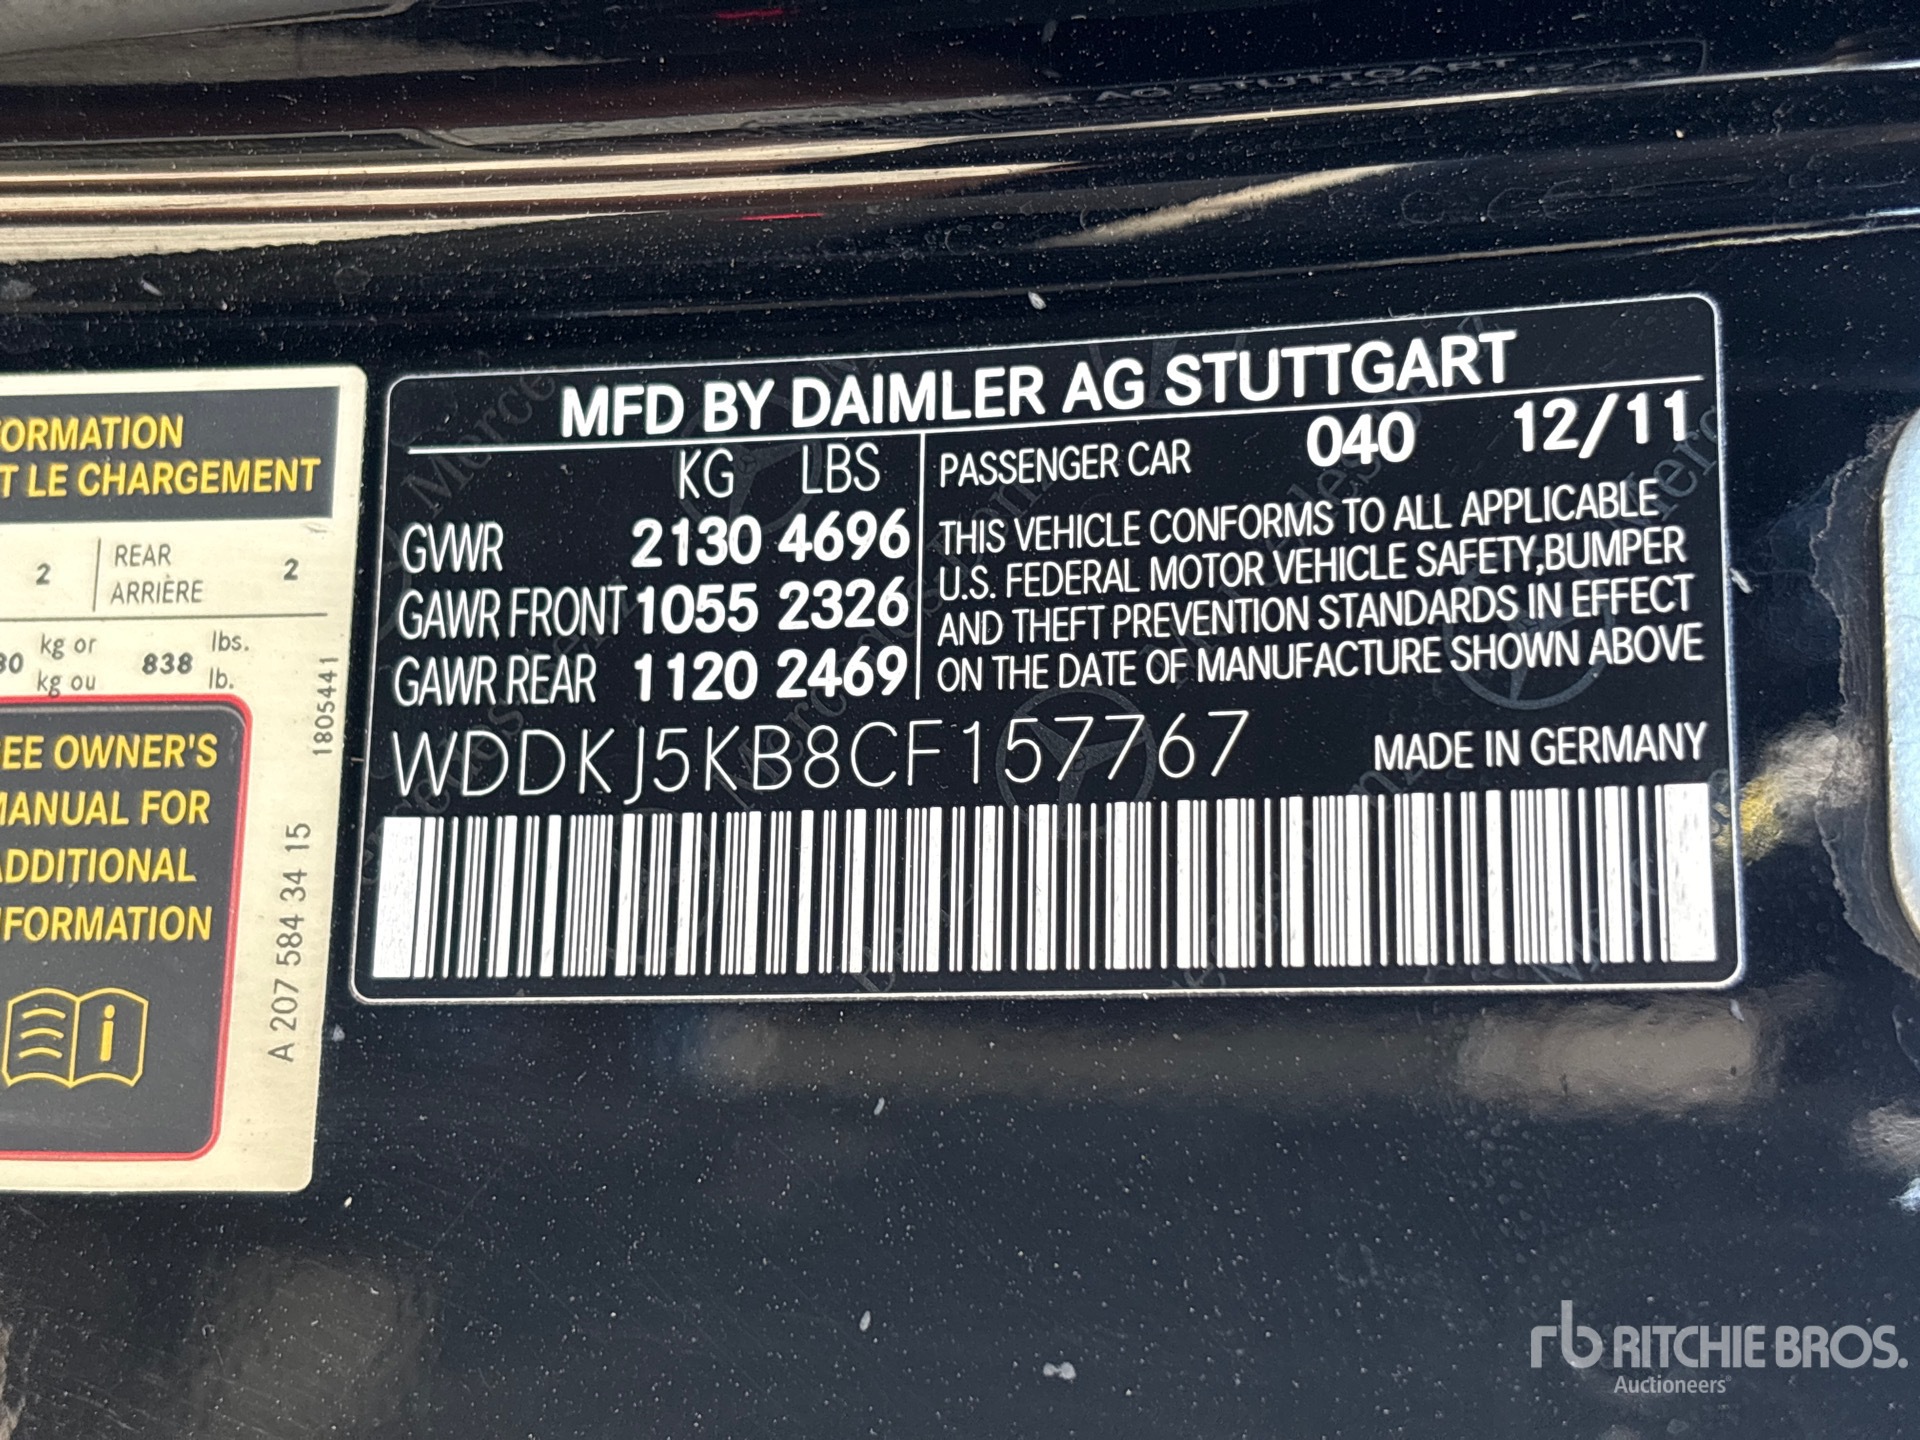 ORMATION
T LE CHARGEMENT
2 REAR ARRIÈRE 2
kg or 838 lbs.
kg ou lb.
EE OWNER'S
MANUAL FOR
ADDITIONAL
NFORMATION
A 207 584 34 15
1805441
MFD BY DAIMLER AG STUTTGART
KG LBS
GVWR 2130 4696
GAWR FRONT 1055 2326
GAWR REAR 1120 2469
PASSENGER CAR 040 12/11
THIS VEHICLE CONFORMS TO ALL APPLICABLE
U.S. FEDERAL MOTOR VEHICLE SAFETY,BUMPER
AND THEFT PREVENTION STANDARDS IN EFFECT
ON THE DATE OF MANUFACTURE SHOWN ABOVE
WDDKJ5KB8CF157767 MADE IN GERMANY
rb RITCHIE BROS.
Auctioneers